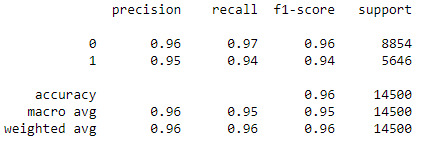 precision recall f1-score support
0 0.96 0.97 0.96 8854
1 0.95 0.94 0.94 5646
accuracy 0.96 14500
macro avg 0.96 0.95 0.95 14500
weighted avg 0.96 0.96 0.96 14500